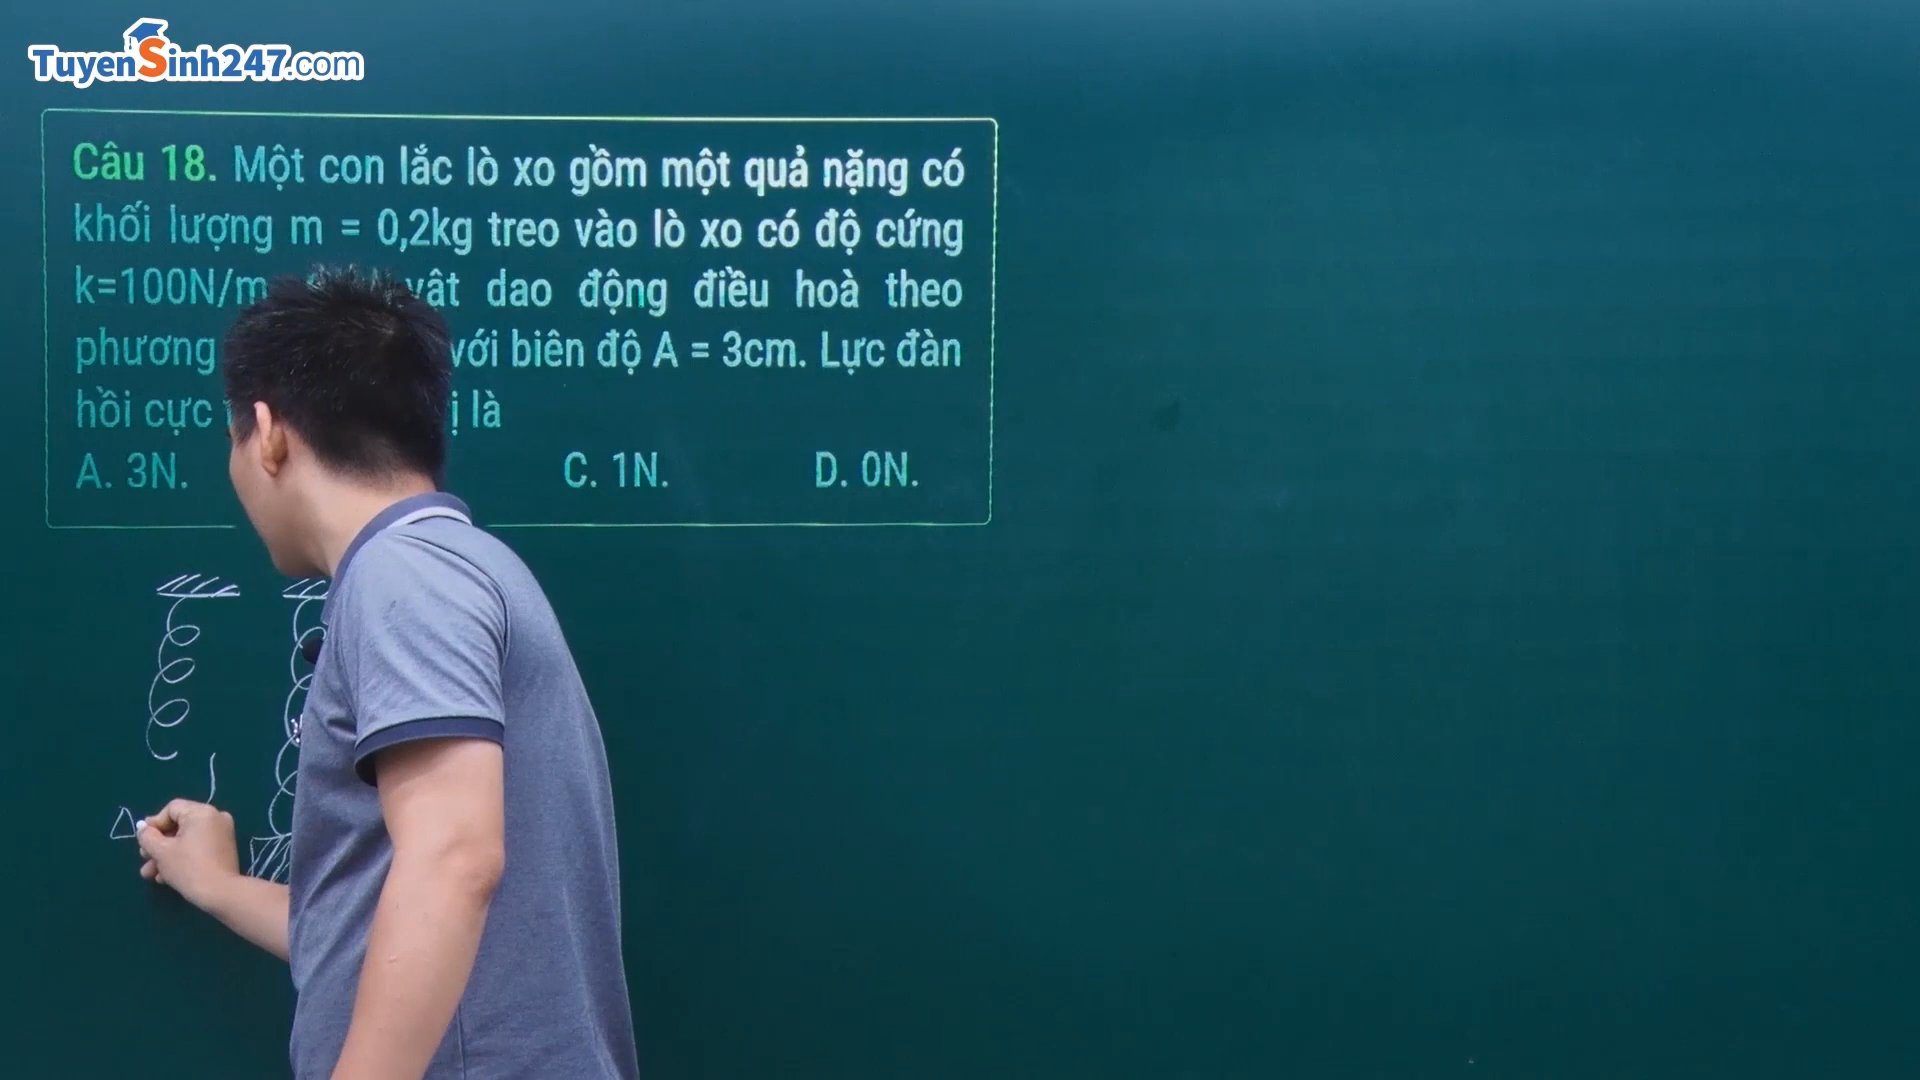 TuyenSinh247.com
Câu 18. Một con lắc lò xo gồm một quả nặng có
khối lượng m = 0,2kg treo vào lò xo có độ cứng
k=100N/m vật dao động điều hoà theo
phương với biên độ A = 3cm. Lực đàn
hồi cực là
A. 3N. C. 1N. D. 0N.
Δ